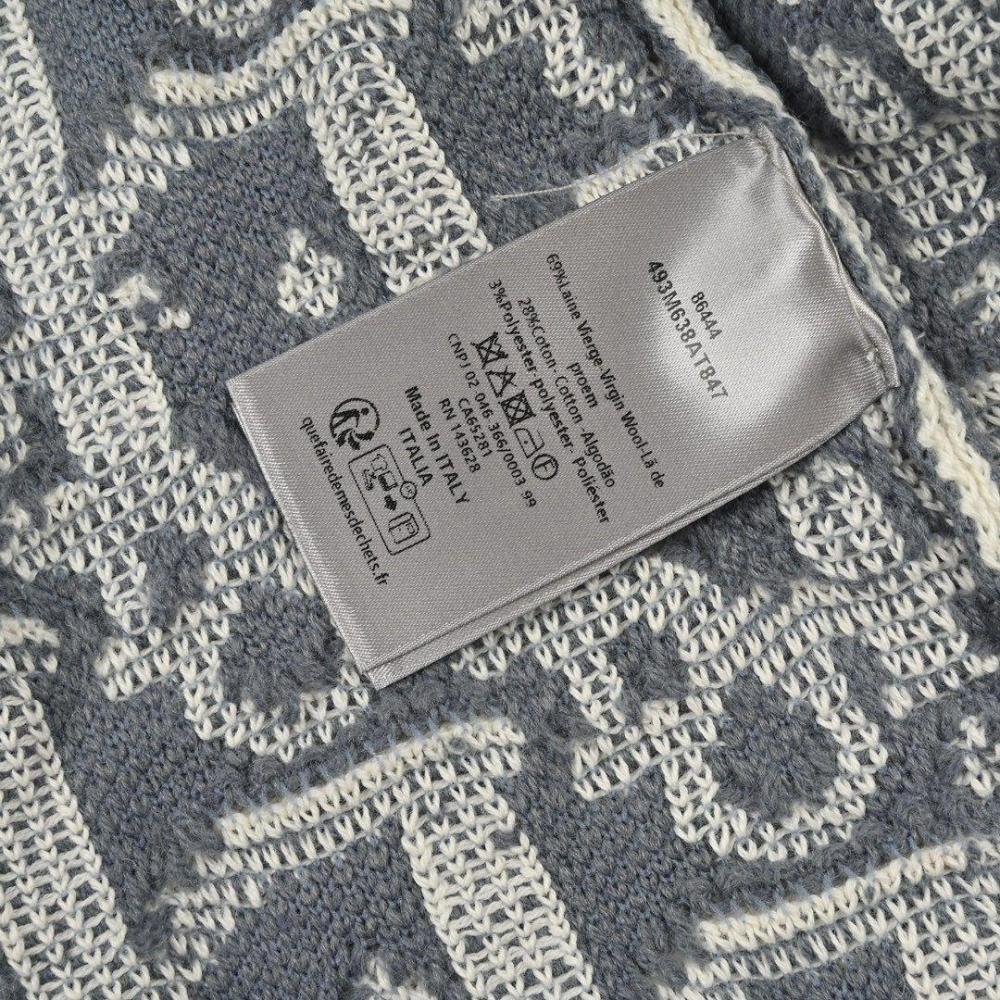 86444
493M638AT847
69%Laine Vierge-Virgin Wool-Lã de
proem
28%Coton- Cotton -Algodão
3%Polyester-polyester- Poliester
F
CNPJ 02 046 366/0003 99
CA65281
RN 143628
Made In ITALY
ITALIA
quefairedemesdechets.fr